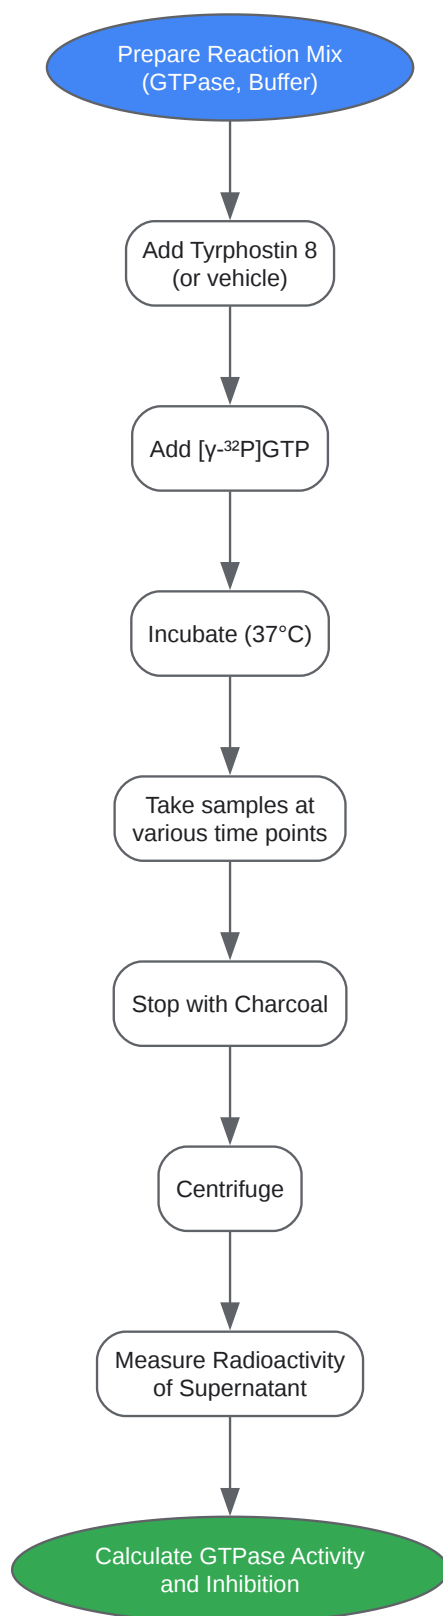 Prepare Reaction Mix
(GTPase, Buffer)
Add Tyrphostin 8
(or vehicle)
Add [γ-³²P]GTP
Incubate (37°C)
Take samples at
various time points
Stop with Charcoal
Centrifuge
Measure Radioactivity
of Supernatant
Calculate GTPase Activity
and Inhibition